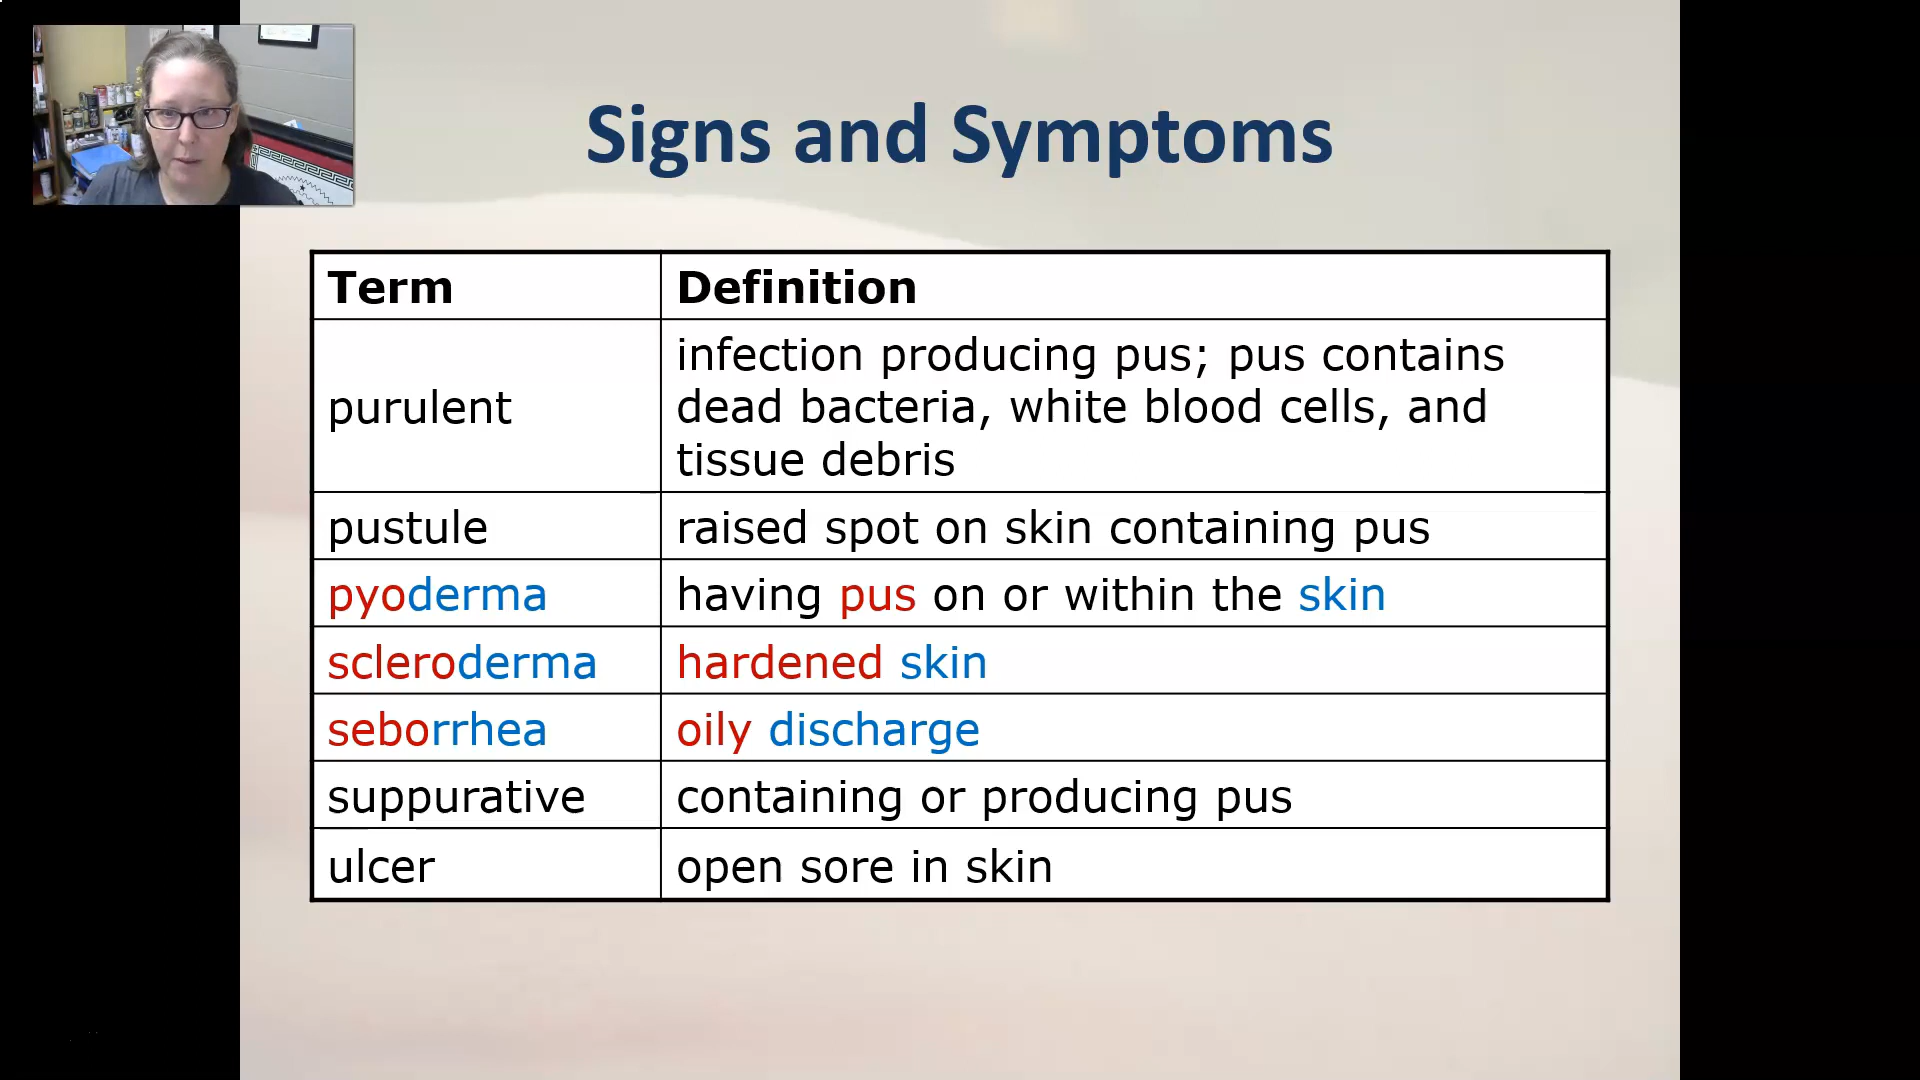 Signs and Symptoms
Term Definition
purulent infection producing pus; pus contains
dead bacteria, white blood cells, and
tissue debris
pustule raised spot on skin containing pus
pyoderma having pus on or within the skin
scleroderma hardened skin
seborrhea oily discharge
suppurative containing or producing pus
ulcer open sore in skin